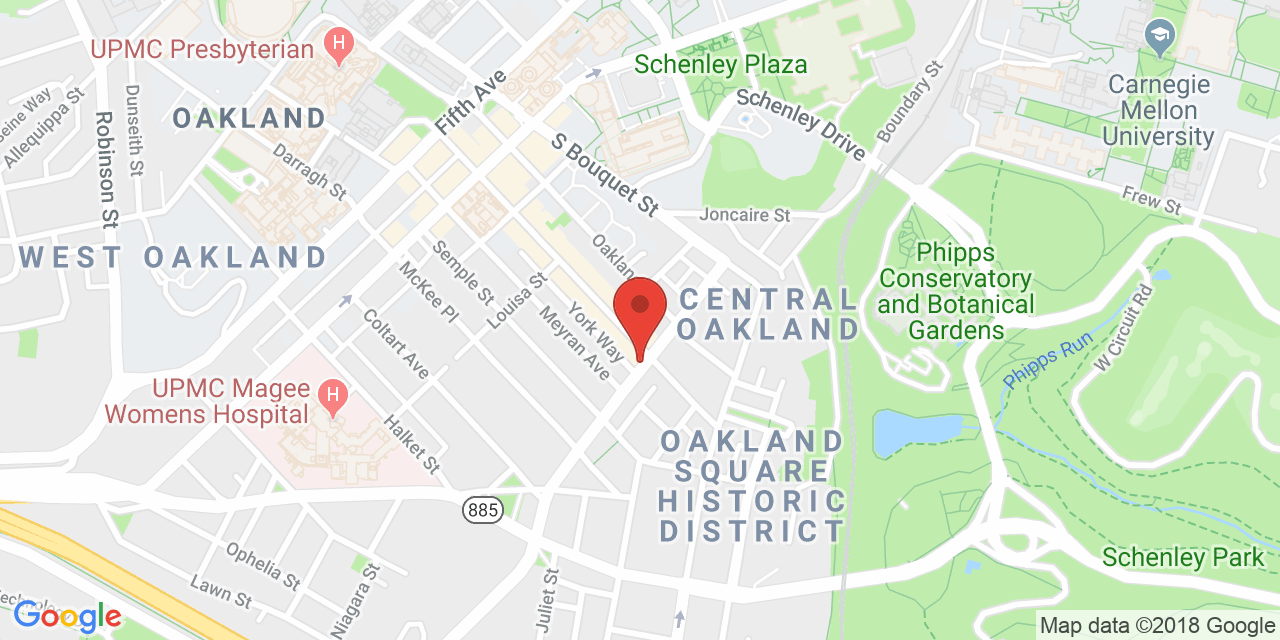 UPMC Presbyterian
H
Schenley Plaza
Fifth Ave
Schenley Drive
Boundary St
Carnegie
Mellon
University
Allequippa St
Dunseith St
Robinson St
OAKLAND
Darragh St
S Bouquet St
Joncaire St
Frew St
WEST OAKLAND
McKee Pl
Semple St
Louisa St
Coltart Ave
York Way
Meyran Ave
CENTRAL
OAKLAND
Phipps
Conservatory
and Botanical
Gardens
W Circuit Rd
Phipps Run
UPMC Magee
Womens Hospital
H
Halket St
OAKLAND
SQUARE
HISTORIC
DISTRICT
885
Ophelia St
Lawn St
Niagara St
Juliet St
Schenley Park
Google
Map data ©2018 Google